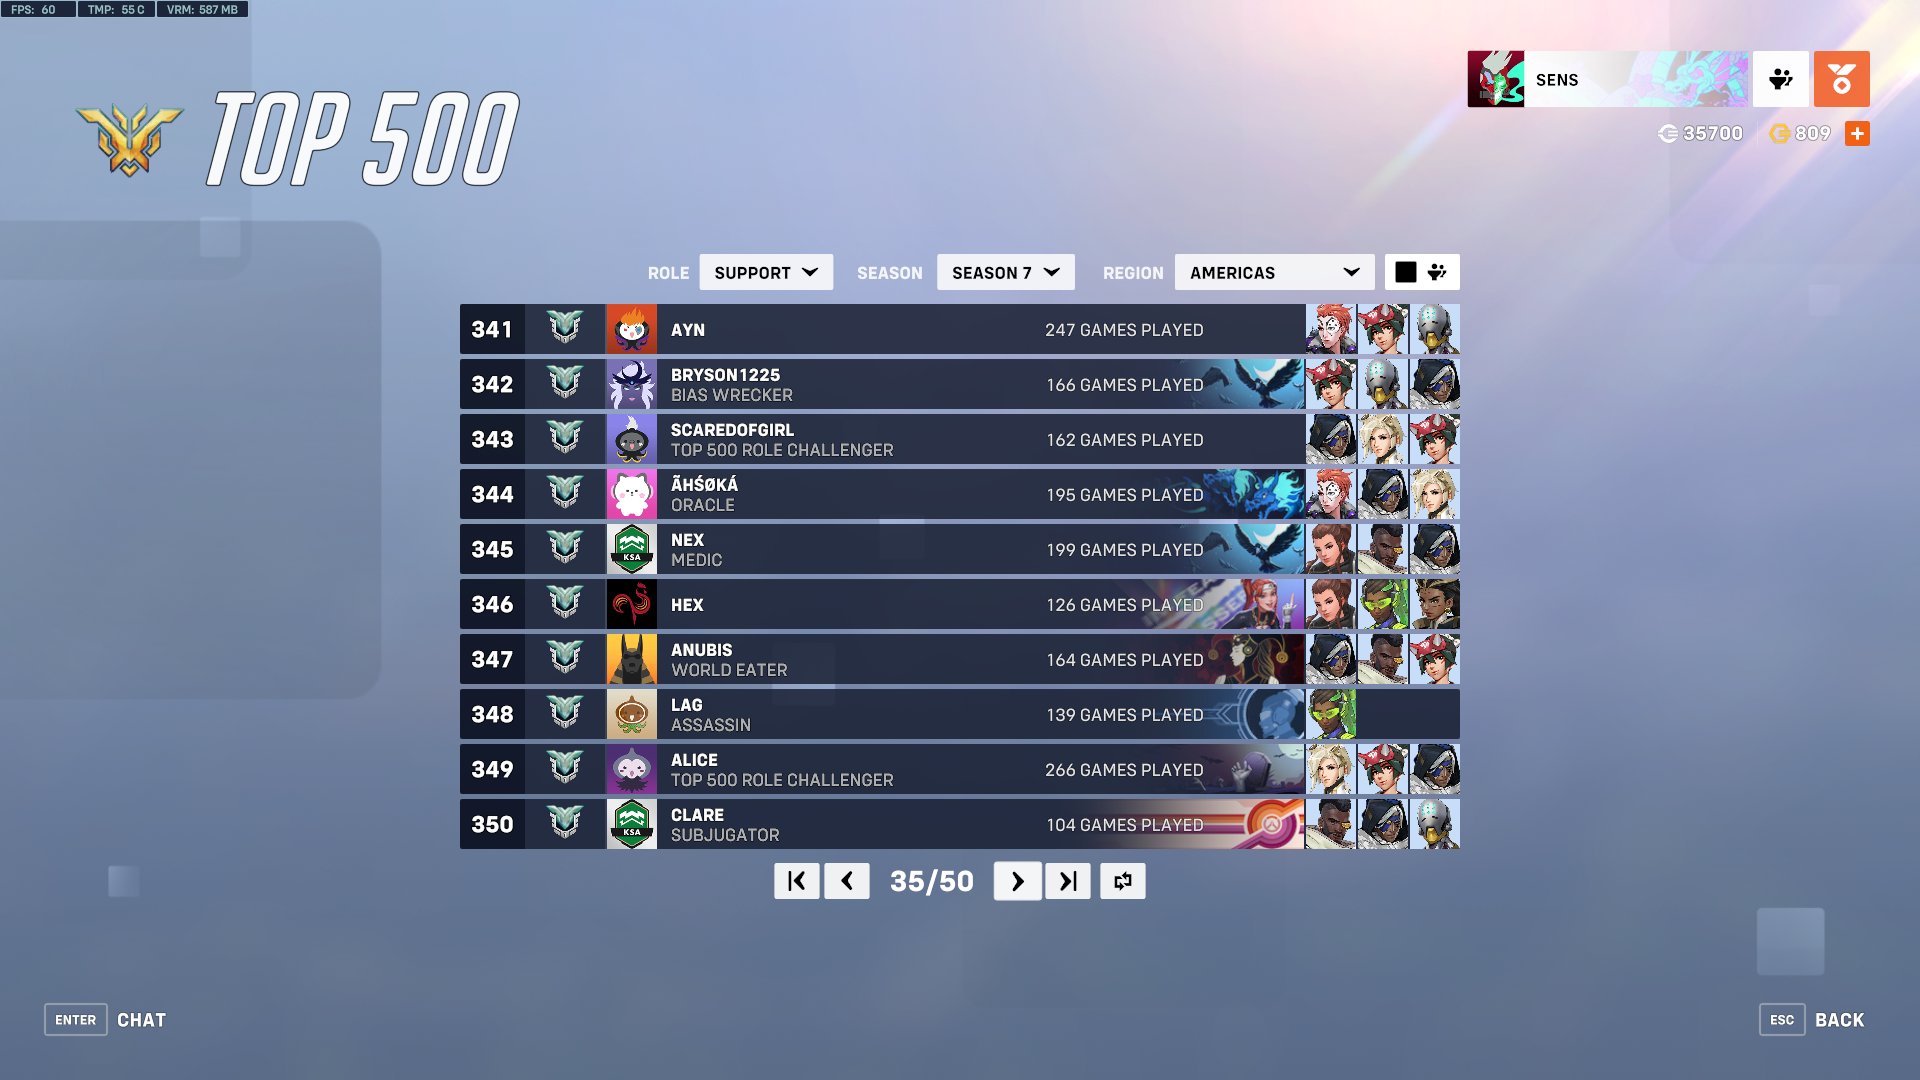 FPS: 60 TMP: 55 C VRM: 587 MB
TOP 500
SENS
35700 809
ROLE SUPPORT SEASON SEASON 7 REGION AMERICAS
341 AYN 247 GAMES PLAYED
342 BRYSON1225 166 GAMES PLAYED
BIAS WRECKER
343 SCAREDOFGIRL 162 GAMES PLAYED
TOP 500 ROLE CHALLENGER
344 ÃHŚØKÁ 195 GAMES PLAYED
ORACLE
345 KSA NEX 199 GAMES PLAYED
MEDIC
346 HEX 126 GAMES PLAYED
347 ANUBIS 164 GAMES PLAYED
WORLD EATER
348 LAG 139 GAMES PLAYED
ASSASSIN
349 ALICE 266 GAMES PLAYED
TOP 500 ROLE CHALLENGER
350 KSA CLARE 104 GAMES PLAYED
SUBJUGATOR
35/50
ENTER CHAT
ESC BACK